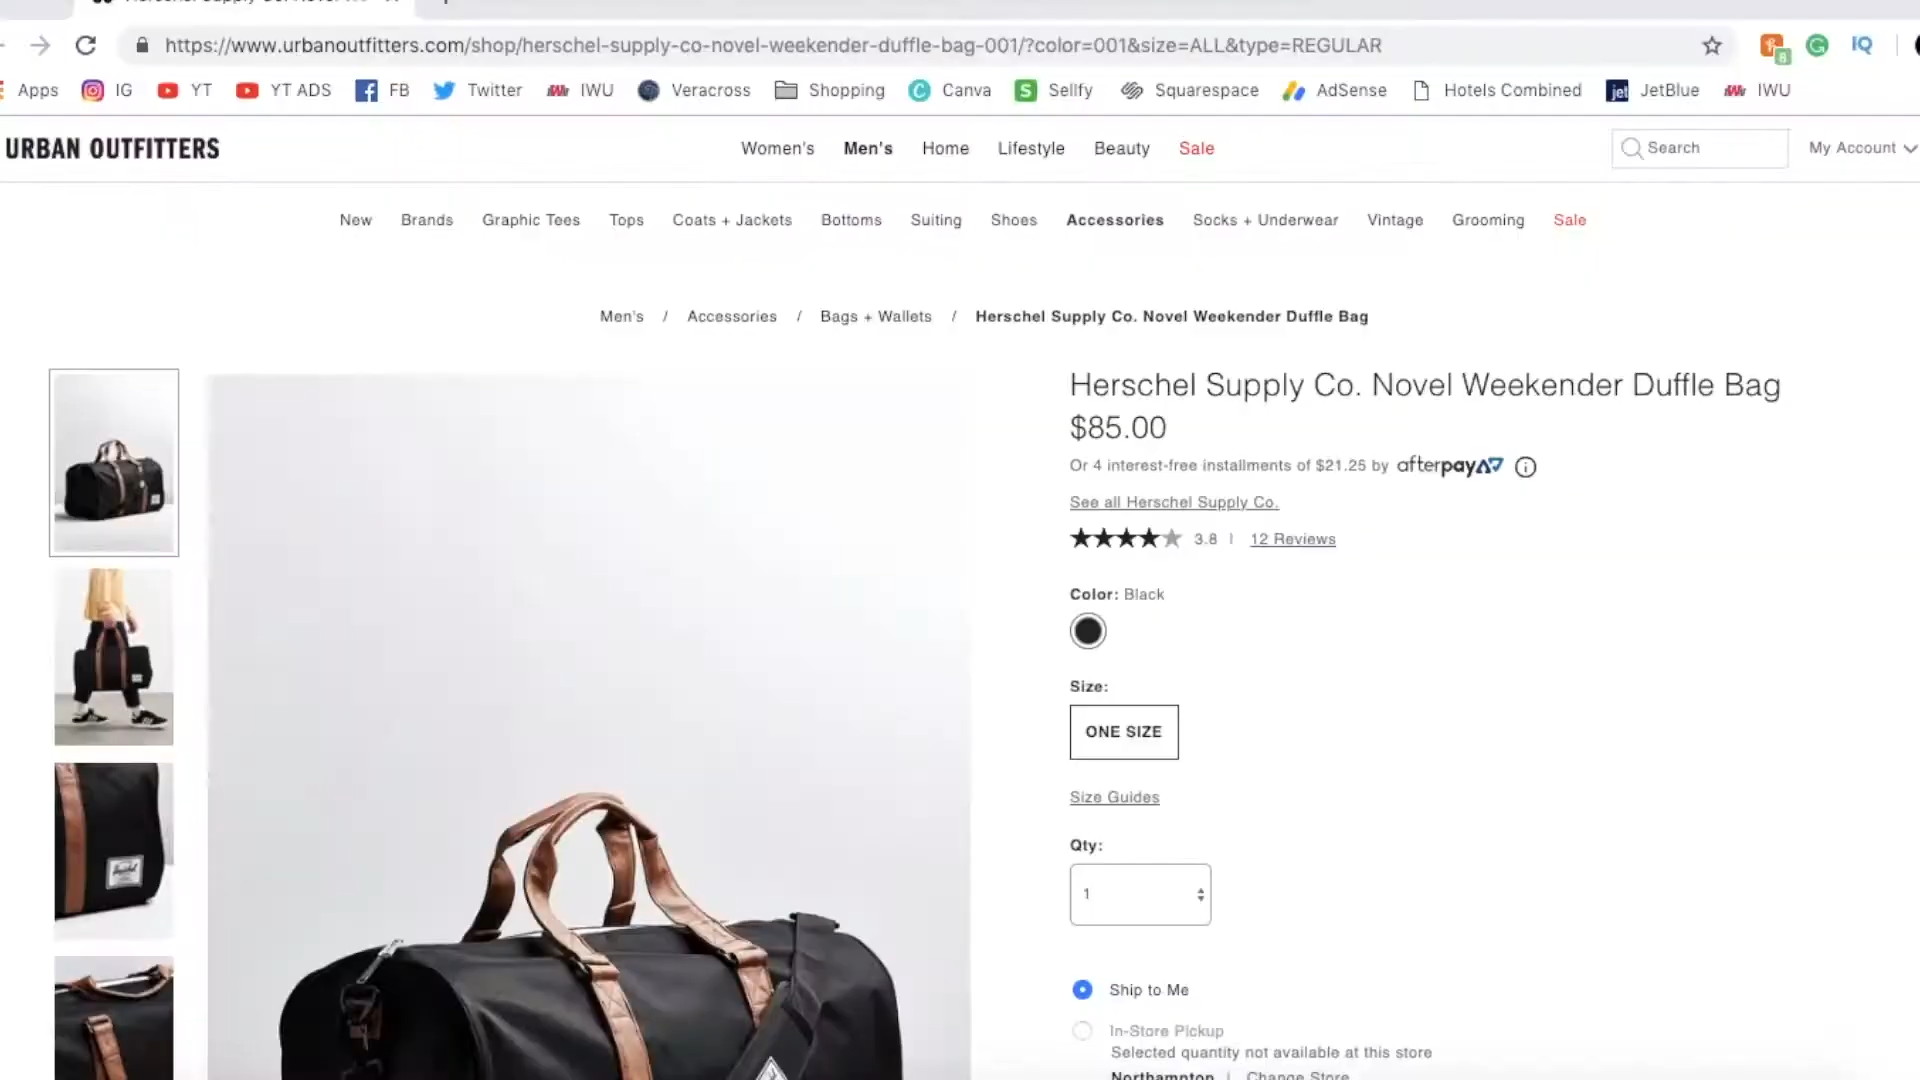 https://www.urbanoutfitters.com/shop/herschel-supply-co-novel-weekender-duffle-bag-001/?color=001&size=ALL&type=REGULAR
8
IQ
Apps IG YT YT ADS FB Twitter IWU Veracross Shopping Canva Sellfy Squarespace AdSense Hotels Combined JetBlue IWU
URBAN OUTFITTERS
Women's Men's Home Lifestyle Beauty Sale
Search
My Account
New Brands Graphic Tees Tops Coats + Jackets Bottoms Suiting Shoes Accessories Socks + Underwear Vintage Grooming Sale
Men's / Accessories / Bags + Wallets / Herschel Supply Co. Novel Weekender Duffle Bag
Herschel Supply Co. Novel Weekender Duffle Bag
$85.00
Or 4 interest-free installments of $21.25 by afterpay
See all Herschel Supply Co.
3.8 | 12 Reviews
Color: Black
Size:
ONE SIZE
Size Guides
Qty:
1
Ship to Me
In-Store Pickup
Selected quantity not available at this store
Northampton | Change Store